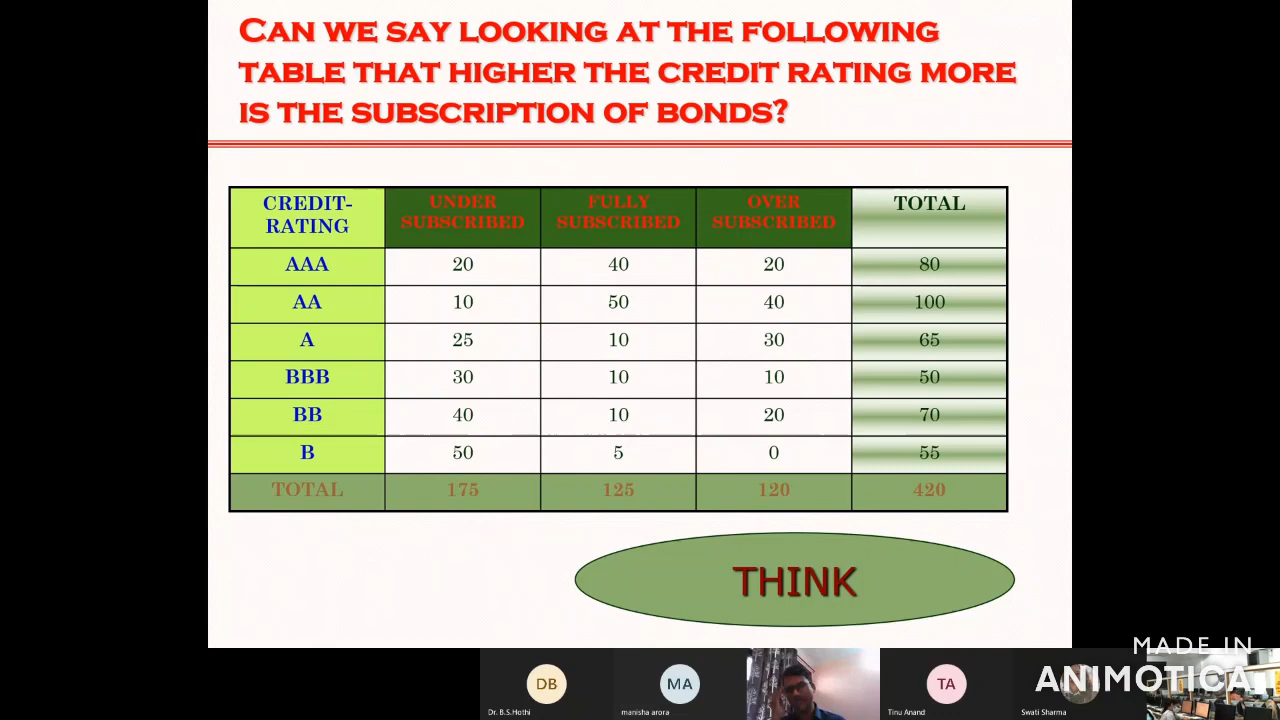 CAN WE SAY LOOKING AT THE FOLLOWING
TABLE THAT HIGHER THE CREDIT RATING MORE
IS THE SUBSCRIPTION OF BONDS?
CREDIT-RATING UNDER SUBSCRIBED FULLY SUBSCRIBED OVER SUBSCRIBED TOTAL
AAA 20 40 20 80
AA 10 50 40 100
A 25 10 30 65
BBB 30 10 10 50
BB 40 10 20 70
B 50 5 0 55
TOTAL 175 125 120 420
THINK
MADE IN
ANIMOTICA
DB MA TA
Dr. B.S.Hothi manisha arora Tinu Anand Swati Sharma